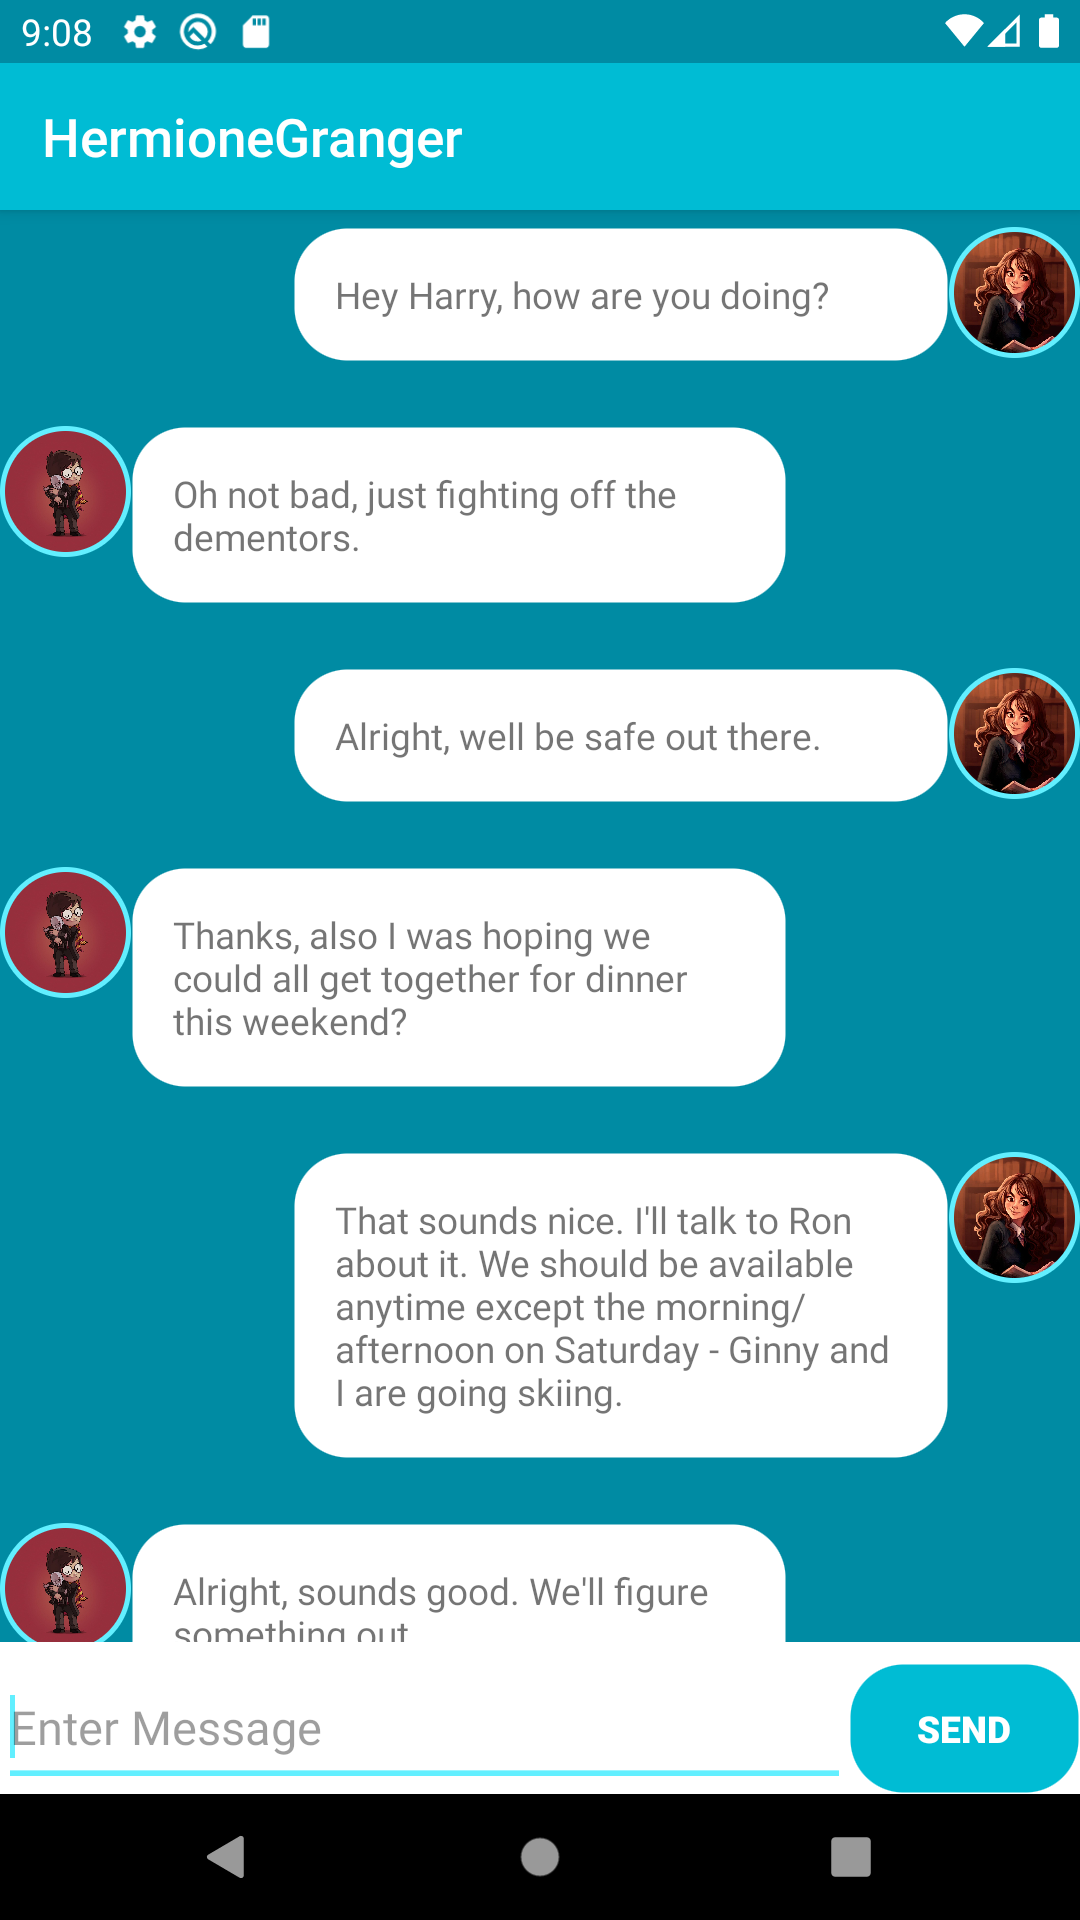 9:08
HermioneGranger
Hey Harry, how are you doing?
Oh not bad, just fighting off the
dementors.
Alright, well be safe out there.
Thanks, also I was hoping we
could all get together for dinner
this weekend?
That sounds nice. I'll talk to Ron
about it. We should be available
anytime except the morning/
afternoon on Saturday - Ginny and
I are going skiing.
Alright, sounds good. We'll figure
something out
Enter Message
SEND